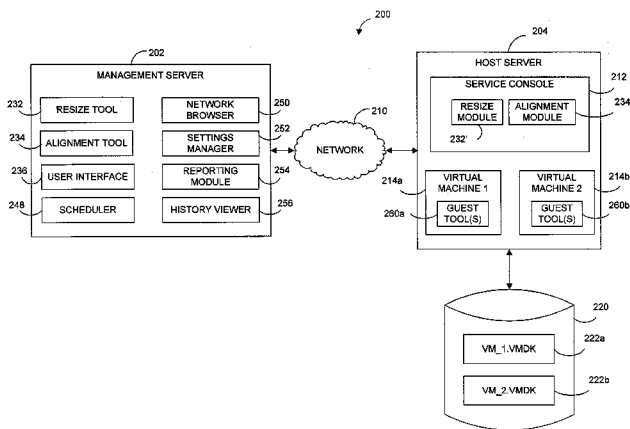 200
202
MANAGEMENT SERVER
232
RESIZE TOOL
NETWORK BROWSER
250
234
ALIGNMENT TOOL
SETTINGS MANAGER
252
236
USER INTERFACE
REPORTING MODULE
254
248
SCHEDULER
HISTORY VIEWER
256
210
NETWORK
204
HOST SERVER
212
SERVICE CONSOLE
RESIZE MODULE
ALIGNMENT MODULE
234'
232'
214a
VIRTUAL MACHINE 1
VIRTUAL MACHINE 2
214b
260a
GUEST TOOL(S)
GUEST TOOL(S)
260b
220
VM_1.VMDK
222a
VM_2.VMDK
222b